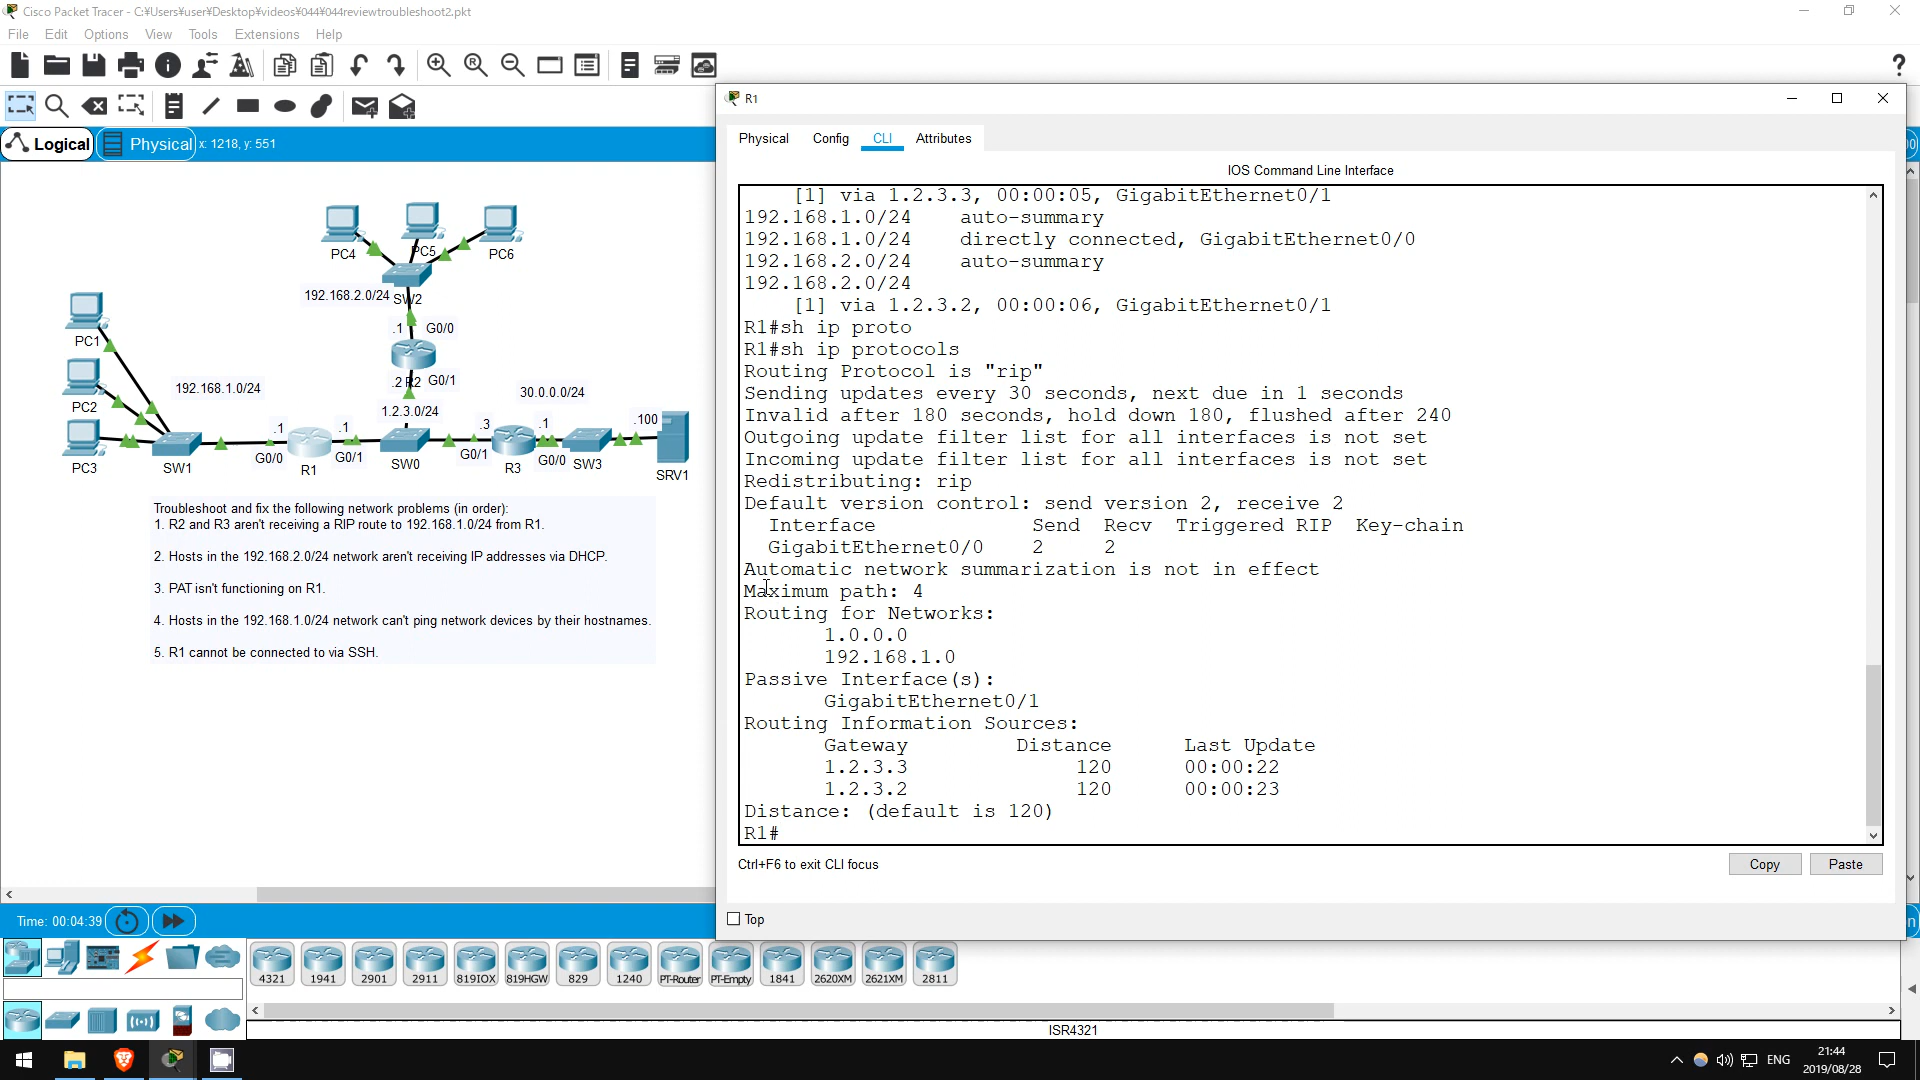 Cisco Packet Tracer - C:¥Users¥user¥Desktop¥videos¥044¥044reviewtroubleshoot2.pkt
File Edit Options View Tools Extensions Help
?
Logical Physical x: 1218, y: 551
PC4
PC5
PC6
192.168.2.0/24 SW2
.1 G0/0
PC1
.2 R2 G0/1
192.168.1.0/24
30.0.0.0/24
PC2
1.2.3.0/24
.1 .1 .3 .1 .100
PC3 SW1 G0/0 R1 G0/1 SW0 G0/1 R3 G0/0 SW3 SRV1
Troubleshoot and fix the following network problems (in order):
1. R2 and R3 aren't receiving a RIP route to 192.168.1.0/24 from R1.
2. Hosts in the 192.168.2.0/24 network aren't receiving IP addresses via DHCP.
3. PAT isn't functioning on R1.
4. Hosts in the 192.168.1.0/24 network can't ping network devices by their hostnames.
5. R1 cannot be connected to via SSH.
R1
Physical Config CLI Attributes
IOS Command Line Interface
[1] via 1.2.3.3, 00:00:05, GigabitEthernet0/1
192.168.1.0/24 auto-summary
192.168.1.0/24 directly connected, GigabitEthernet0/0
192.168.2.0/24 auto-summary
192.168.2.0/24
[1] via 1.2.3.2, 00:00:06, GigabitEthernet0/1
R1#sh ip proto
R1#sh ip protocols
Routing Protocol is "rip"
Sending updates every 30 seconds, next due in 1 seconds
Invalid after 180 seconds, hold down 180, flushed after 240
Outgoing update filter list for all interfaces is not set
Incoming update filter list for all interfaces is not set
Redistributing: rip
Default version control: send version 2, receive 2
Interface Send Recv Triggered RIP Key-chain
GigabitEthernet0/0 2 2
Automatic network summarization is not in effect
Maximum path: 4
Routing for Networks:
1.0.0.0
192.168.1.0
Passive Interface(s):
GigabitEthernet0/1
Routing Information Sources:
Gateway Distance Last Update
1.2.3.3 120 00:00:22
1.2.3.2 120 00:00:23
Distance: (default is 120)
R1#
Ctrl+F6 to exit CLI focus
Copy Paste
Top
Time: 00:04:39
4321 1941 2901 2911 819IOX 819HGW 829 1240 PT-Router PT-Empty 1841 2620XM 2621XM 2811
ISR4321
ENG
21:44
2019/08/28